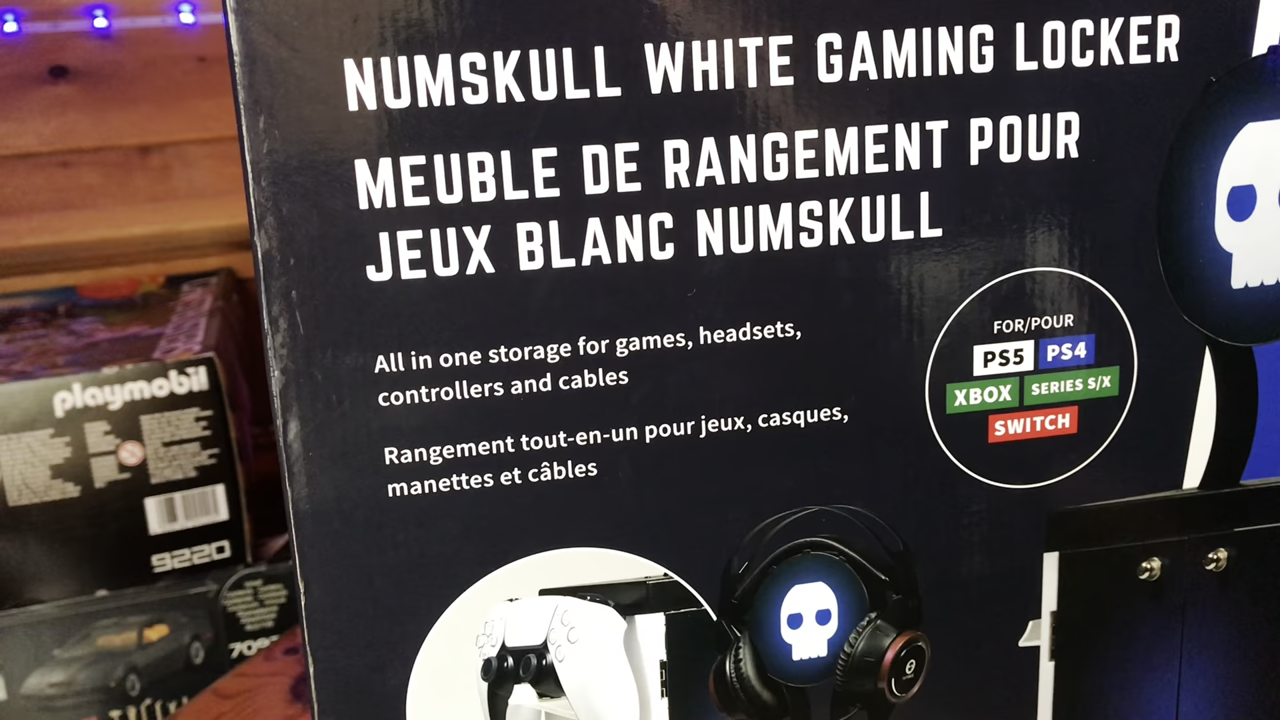 NUMSKULL WHITE GAMING LOCKER
MEUBLE DE RANGEMENT POUR
JEUX BLANC NUMSKULL
All in one storage for games, headsets,
controllers and cables
Rangement tout-en-un pour jeux, casques,
manettes et câbles
FOR/POUR
PS5 PS4
XBOX SERIES S/X
SWITCH
playmobil
9220